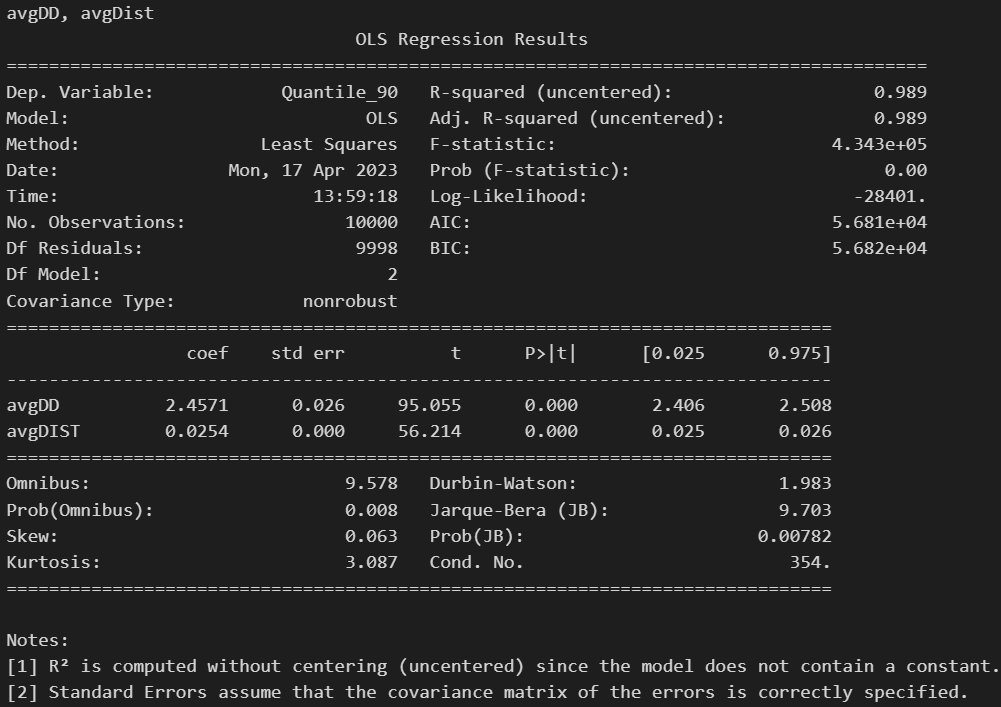 avgDD, avgDist
OLS Regression Results
=======================================================================================
Dep. Variable:            Quantile_90   R-squared (uncentered):                   0.989
Model:                            OLS   Adj. R-squared (uncentered):              0.989
Method:                 Least Squares   F-statistic:                          4.343e+05
Date:                Mon, 17 Apr 2023   Prob (F-statistic):                        0.00
Time:                        13:59:18   Log-Likelihood:                         -28401.
No. Observations:               10000   AIC:                                  5.681e+04
Df Residuals:                    9998   BIC:                                  5.682e+04
Df Model:                           2
Covariance Type:            nonrobust
==============================================================================
                 coef    std err          t      P>|t|      [0.025      0.975]
------------------------------------------------------------------------------
avgDD          2.4571      0.026     95.055      0.000       2.406       2.508
avgDIST        0.0254      0.000     56.214      0.000       0.025       0.026
==============================================================================
Omnibus:                        9.578   Durbin-Watson:                   1.983
Prob(Omnibus):                  0.008   Jarque-Bera (JB):                9.703
Skew:                           0.063   Prob(JB):                      0.00782
Kurtosis:                       3.087   Cond. No.                         354.
==============================================================================
Notes:
[1] R² is computed without centering (uncentered) since the model does not contain a constant.
[2] Standard Errors assume that the covariance matrix of the errors is correctly specified.